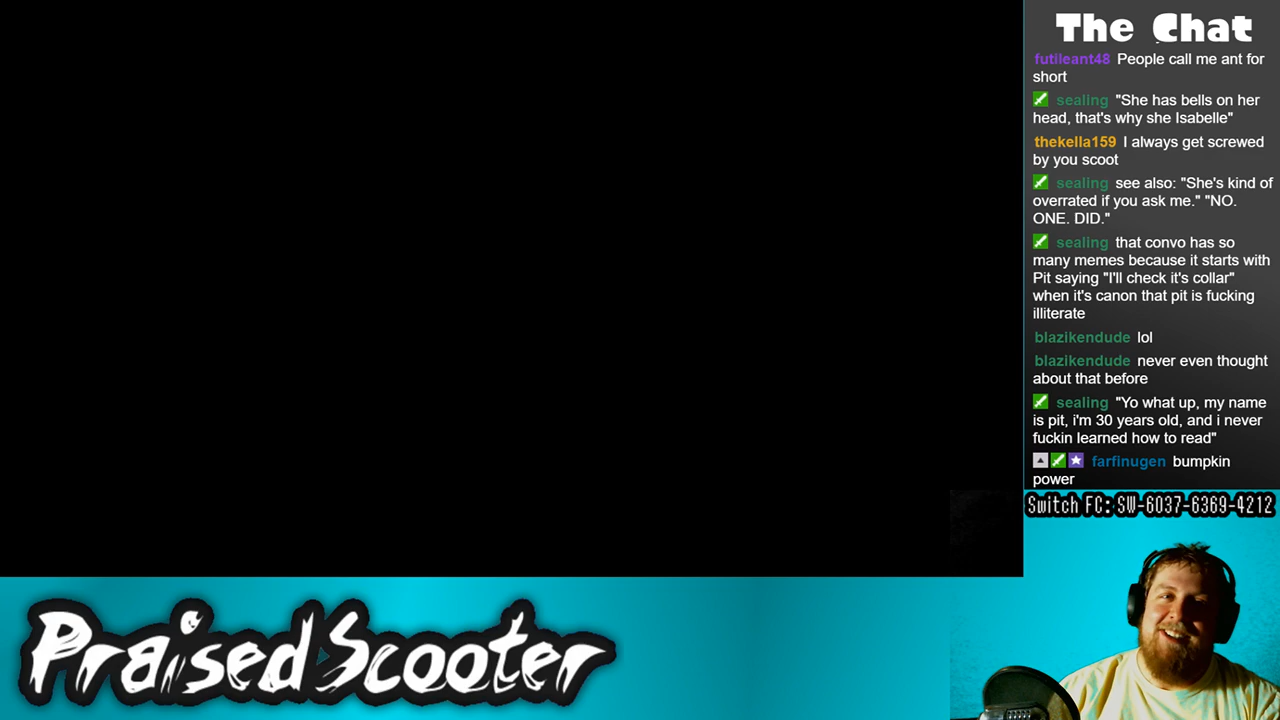 The Chat
futileant48 People call me ant for
short
sealing "She has bells on her
head, that's why she Isabelle"
thekella159 I always get screwed
by you scoot
sealing see also: "She's kind of
overrated if you ask me." "NO.
ONE. DID."
sealing that convo has so
many memes because it starts with
Pit saying "I'll check it's collar"
when it's canon that pit is fucking
illiterate
blazikendude lol
blazikendude never even thought
about that before
sealing "Yo what up, my name
is pit, i'm 30 years old, and i never
fuckin learned how to read"
farfinugen bumpkin
power
Switch FC: SW-6037-6369-4212
PraisedScooter